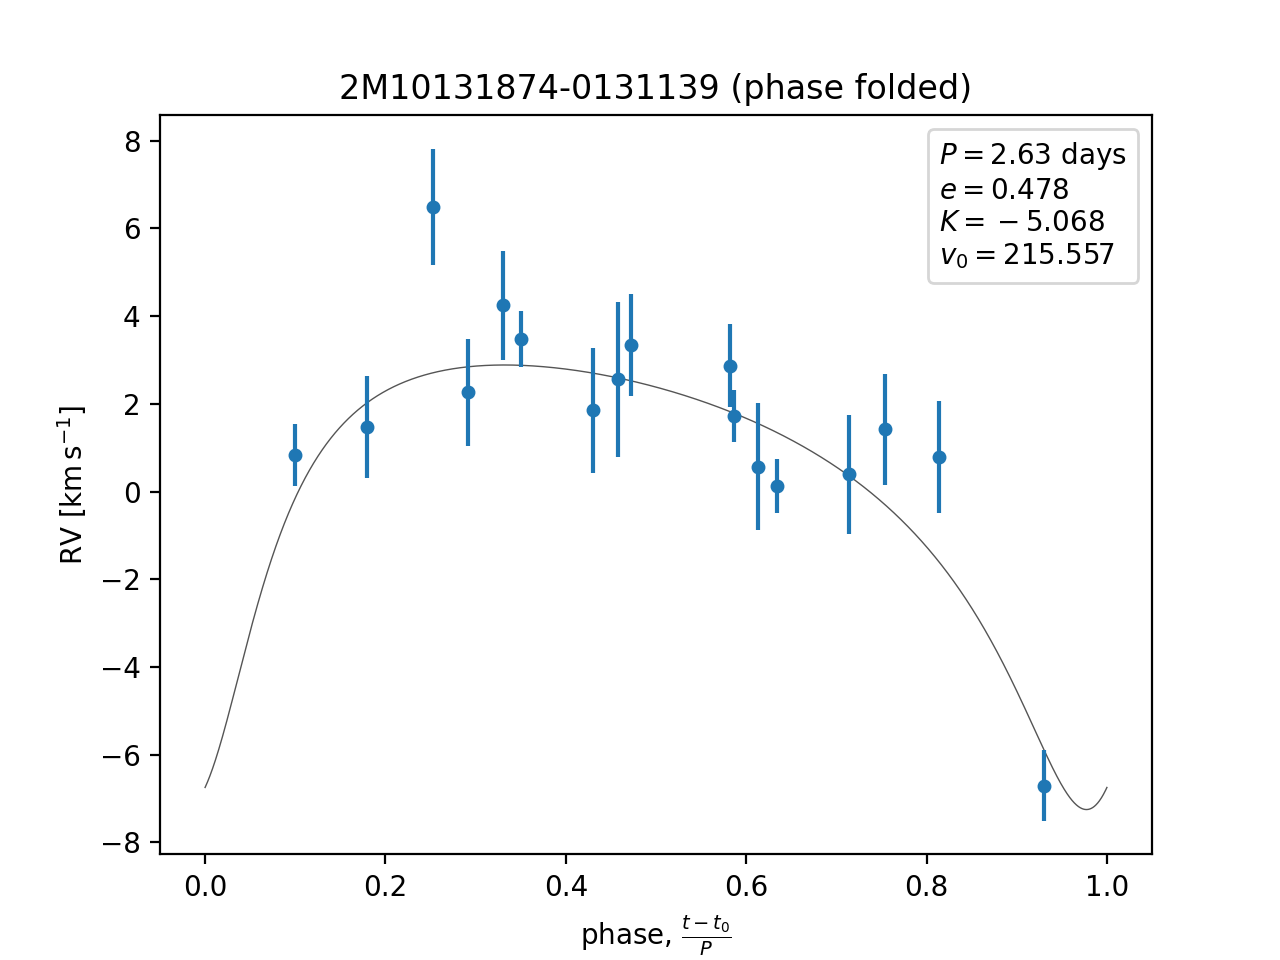 2M10131874-0131139 (phase folded)
P = 2.63 days
e = 0.478
K = −5.068
v₀ = 215.557
8
6
4
2
0
−2
−4
−6
−8
RV [km s⁻¹]
0.0 0.2 0.4 0.6 0.8 1.0
phase, (t − t₀)/P